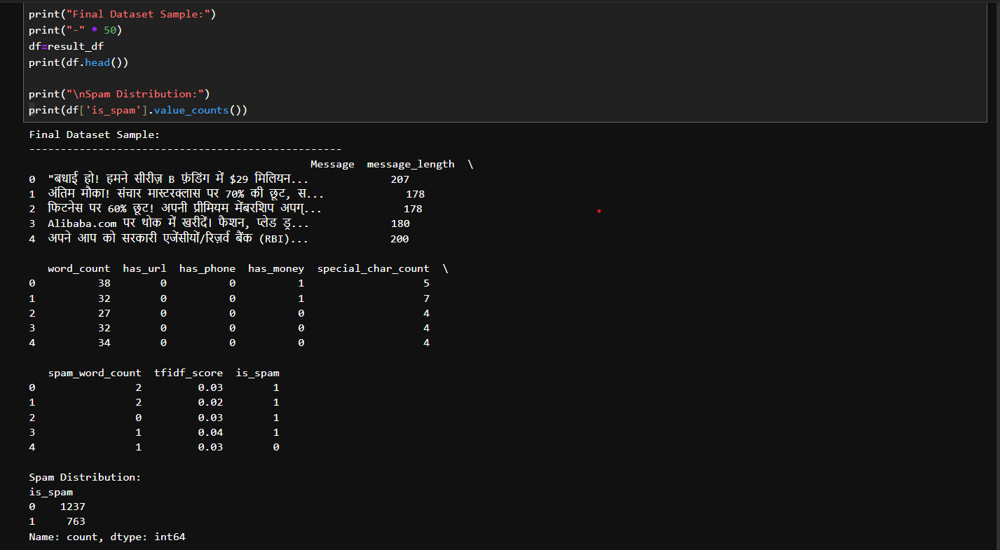 print("Final Dataset Sample:")
print("-" * 50)
df=result_df
print(df.head())
print("\nSpam Distribution:")
print(df['is_spam'].value_counts())
Final Dataset Sample:
--------------------------------------------------
Message  message_length  \
0  "बधाई हो! हमने सीरीज़ B फ़ंडिंग में $29 मिलियन...  207
1  अंतिम मौका! संचार मास्टरक्लास पर 70% की छूट, स...  178
2  फिटनेस पर 60% छूट! अपनी प्रीमियम मेंबरशिप अपग्...  178
3  Alibaba.com पर थोक में खरीदें। फैशन, प्लेड ड्र...  180
4  अपने आप को सरकारी एजेंसीयों/रिज़र्व बैंक (RBI)...  200
word_count  has_url  has_phone  has_money  special_char_count  \
0  38  0  0  1  5
1  32  0  0  1  7
2  27  0  0  0  4
3  32  0  0  0  4
4  34  0  0  0  4
spam_word_count  tfidf_score  is_spam
0  2  0.03  1
1  2  0.02  1
2  0  0.03  1
3  1  0.04  1
4  1  0.03  0
Spam Distribution:
is_spam
0    1237
1     763
Name: count, dtype: int64